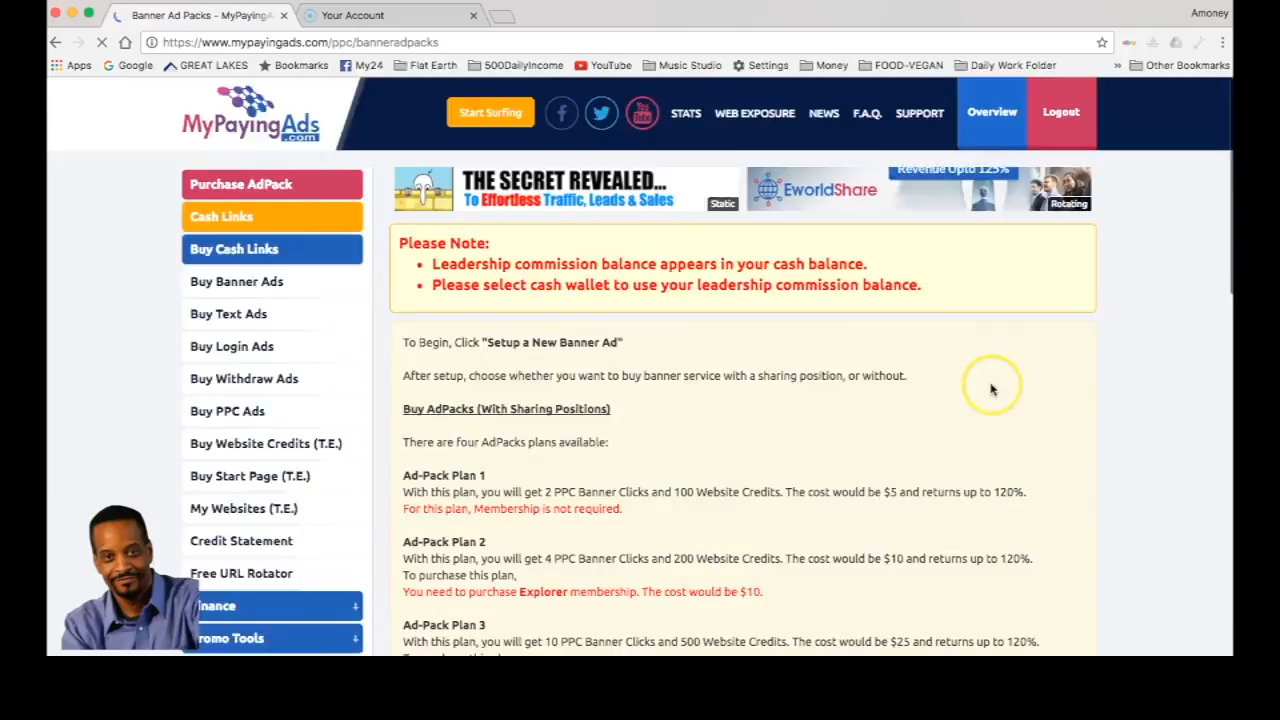 Banner Ad Packs - MyPayingA
Your Account
Amoney
https://www.mypayingads.com/ppc/banneradpacks
Apps
Google
GREAT LAKES
Bookmarks
My24
Flat Earth
500DailyIncome
YouTube
Music Studio
Settings
Money
FOOD-VEGAN
Daily Work Folder
»
Other Bookmarks
MyPayingAds
.com
Start Surfing
STATS
WEB EXPOSURE
NEWS
F.A.Q.
SUPPORT
Overview
Logout
Purchase AdPack
Cash Links
Buy Cash Links
Buy Banner Ads
Buy Text Ads
Buy Login Ads
Buy Withdraw Ads
Buy PPC Ads
Buy Website Credits (T.E.)
Buy Start Page (T.E.)
My Websites (T.E.)
Credit Statement
Free URL Rotator
inance
romo Tools
THE SECRET REVEALED...
To Effortless Traffic, Leads & Sales
Static
EworldShare
Revenue Upto 125%
Rotating
Please Note:
• Leadership commission balance appears in your cash balance.
• Please select cash wallet to use your leadership commission balance.
To Begin, Click "Setup a New Banner Ad"
After setup, choose whether you want to buy banner service with a sharing position, or without.
Buy AdPacks (With Sharing Positions)
There are four AdPacks plans available:
Ad-Pack Plan 1
With this plan, you will get 2 PPC Banner Clicks and 100 Website Credits. The cost would be $5 and returns up to 120%.
For this plan, Membership is not required.
Ad-Pack Plan 2
With this plan, you will get 4 PPC Banner Clicks and 200 Website Credits. The cost would be $10 and returns up to 120%.
To purchase this plan,
You need to purchase Explorer membership. The cost would be $10.
Ad-Pack Plan 3
With this plan, you will get 10 PPC Banner Clicks and 500 Website Credits. The cost would be $25 and returns up to 120%.